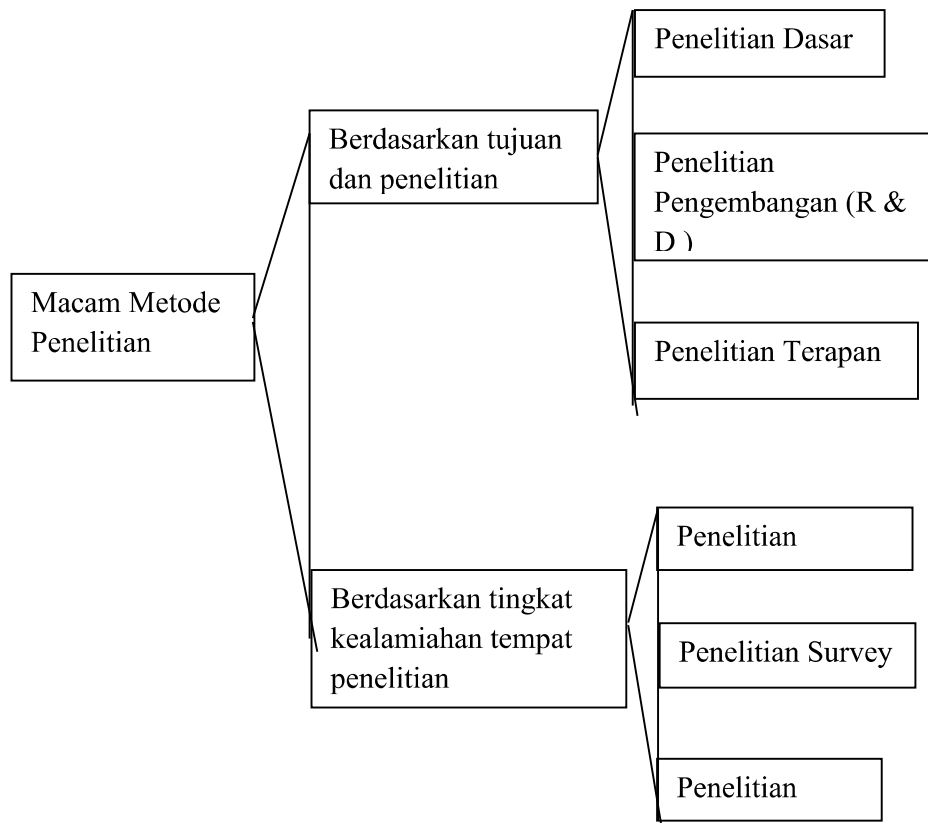 Macam Metode
Penelitian
Berdasarkan tujuan
dan penelitian
Penelitian Dasar
Penelitian
Pengembangan (R &
D )
Penelitian Terapan
Berdasarkan tingkat
kealamiahan tempat
penelitian
Penelitian
Penelitian Survey
Penelitian